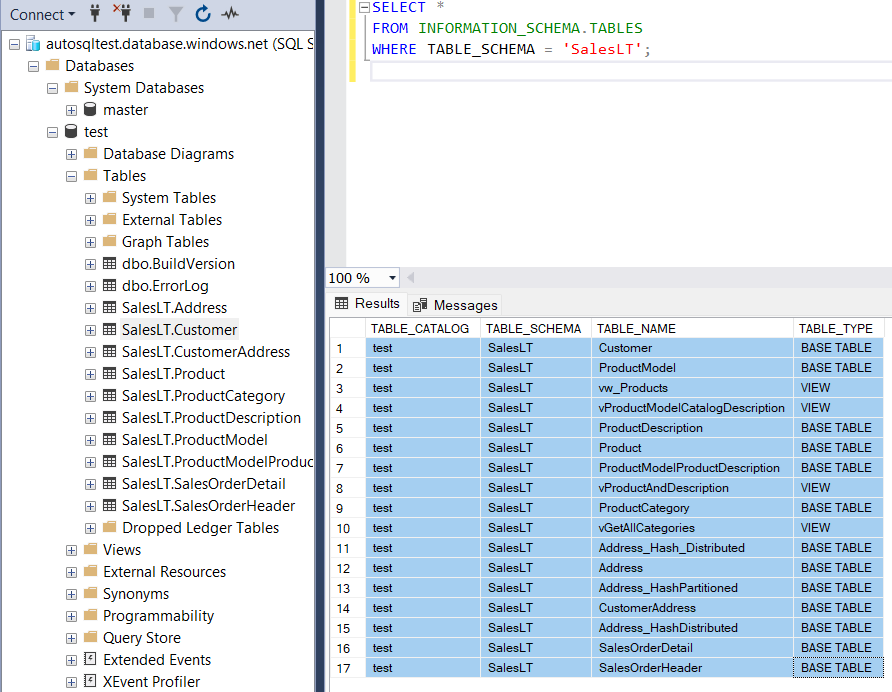 Connect
autosqltest.database.windows.net (SQL S
Databases
System Databases
master
test
Database Diagrams
Tables
System Tables
External Tables
Graph Tables
dbo.BuildVersion
dbo.ErrorLog
SalesLT.Address
SalesLT.Customer
SalesLT.CustomerAddress
SalesLT.Product
SalesLT.ProductCategory
SalesLT.ProductDescription
SalesLT.ProductModel
SalesLT.ProductModelProduc
SalesLT.SalesOrderDetail
SalesLT.SalesOrderHeader
Dropped Ledger Tables
Views
External Resources
Synonyms
Programmability
Query Store
Extended Events
XEvent Profiler
SELECT *
FROM INFORMATION_SCHEMA.TABLES
WHERE TABLE_SCHEMA = 'SalesLT';
100 %
Results Messages
TABLE_CATALOG TABLE_SCHEMA TABLE_NAME TABLE_TYPE
1 test SalesLT Customer BASE TABLE
2 test SalesLT ProductModel BASE TABLE
3 test SalesLT vw_Products VIEW
4 test SalesLT vProductModelCatalogDescription VIEW
5 test SalesLT ProductDescription BASE TABLE
6 test SalesLT Product BASE TABLE
7 test SalesLT ProductModelProductDescription BASE TABLE
8 test SalesLT vProductAndDescription VIEW
9 test SalesLT ProductCategory BASE TABLE
10 test SalesLT vGetAllCategories VIEW
11 test SalesLT Address_Hash_Distributed BASE TABLE
12 test SalesLT Address BASE TABLE
13 test SalesLT Address_HashPartitioned BASE TABLE
14 test SalesLT CustomerAddress BASE TABLE
15 test SalesLT Address_HashDistributed BASE TABLE
16 test SalesLT SalesOrderDetail BASE TABLE
17 test SalesLT SalesOrderHeader BASE TABLE